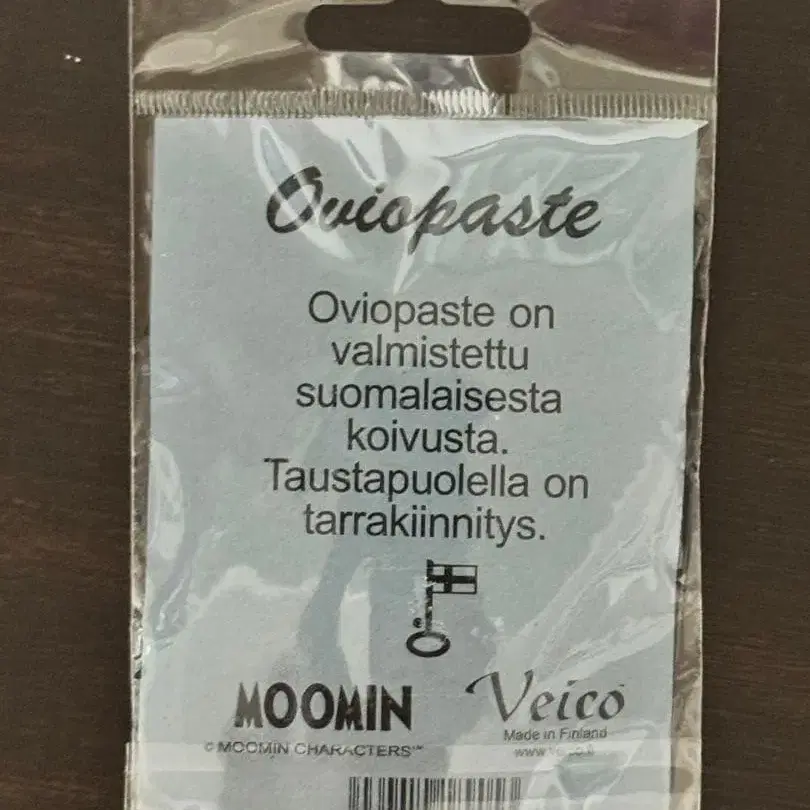 Oviopaste
Oviopaste on
valmistettu
suomalaisesta
koivusta.
Taustapuolella on
tarrakiinnitys.
MOOMIN
© MOOMIN CHARACTERS™
Veico
Made in Finland